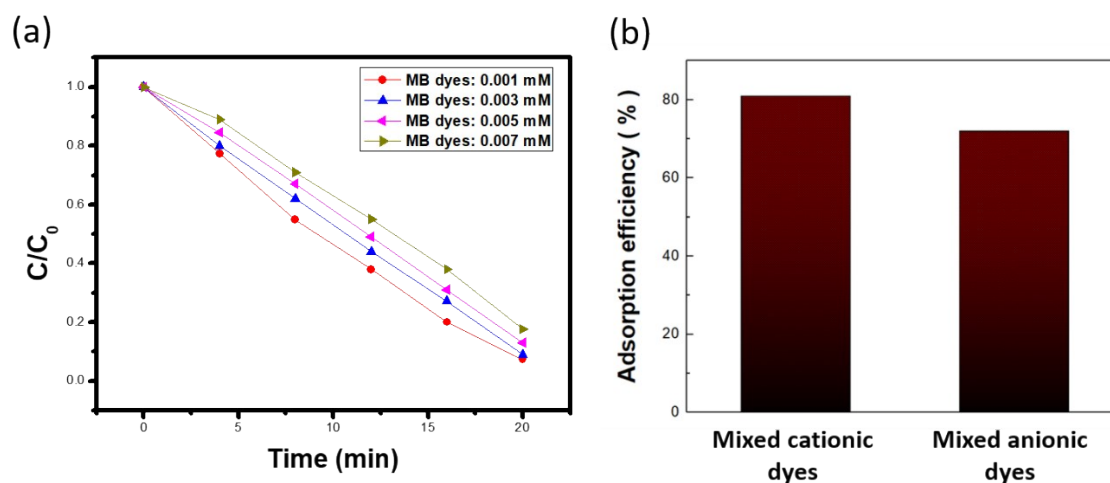 (a)
C/C0
1.0
0.8
0.6
0.4
0.2
0.0
MB dyes: 0.001 mM
MB dyes: 0.003 mM
MB dyes: 0.005 mM
MB dyes: 0.007 mM
0 5 10 15 20
Time (min)
(b)
Adsorption efficiency ( % )
80
60
40
20
0
Mixed cationic
dyes
Mixed anionic
dyes